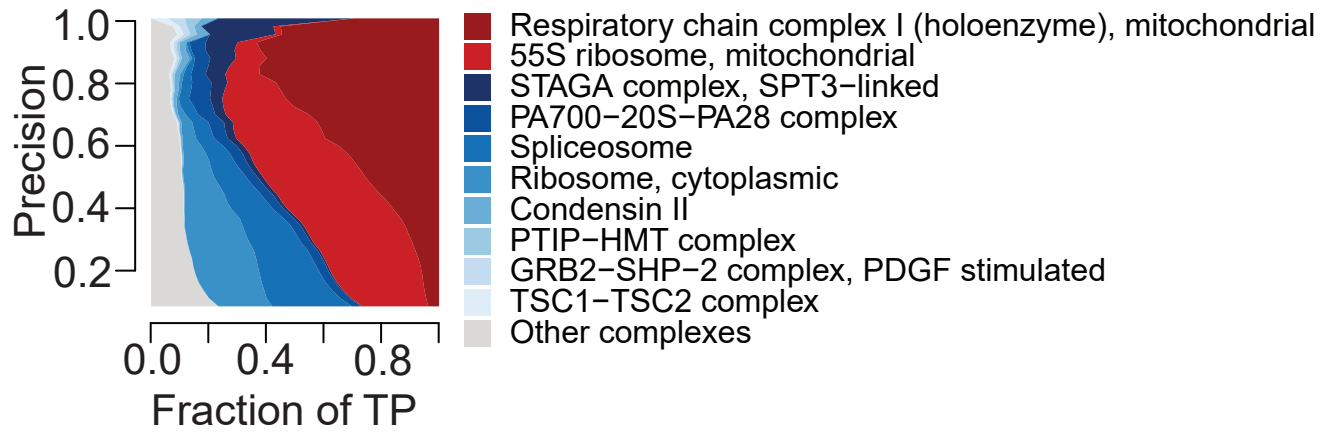 Precision
1.0
0.8
0.6
0.4
0.2
0.0 0.4 0.8
Fraction of TP
Respiratory chain complex I (holoenzyme), mitochondrial
55S ribosome, mitochondrial
STAGA complex, SPT3−linked
PA700−20S−PA28 complex
Spliceosome
Ribosome, cytoplasmic
Condensin II
PTIP−HMT complex
GRB2−SHP−2 complex, PDGF stimulated
TSC1−TSC2 complex
Other complexes